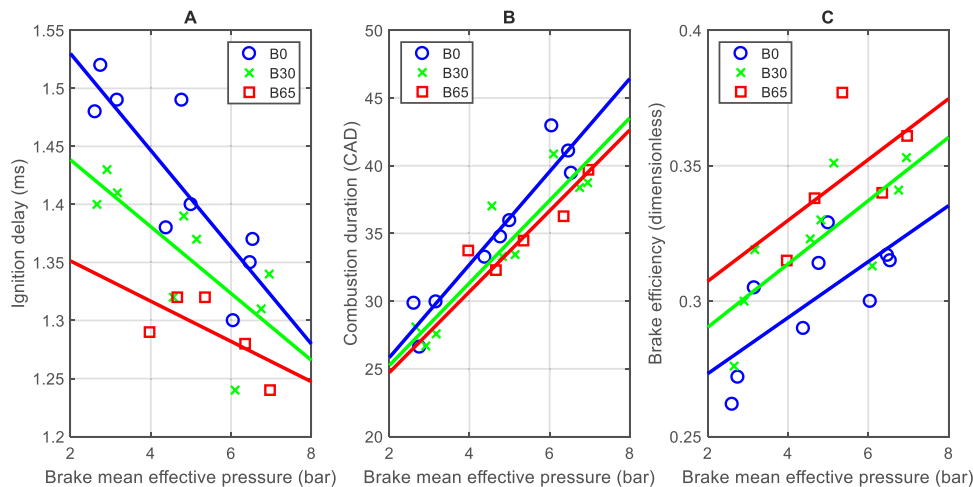 A
Ignition delay (ms)
1.55
1.5
1.45
1.4
1.35
1.3
1.25
1.2
B0
B30
B65
2
4
6
8
Brake mean effective pressure (bar)
B
Combustion duration (CAD)
50
45
40
35
30
25
20
B0
B30
B65
2
4
6
8
Brake mean effective pressure (bar)
C
Brake efficiency (dimensionless)
0.4
0.35
0.3
0.25
B0
B30
B65
2
4
6
8
Brake mean effective pressure (bar)